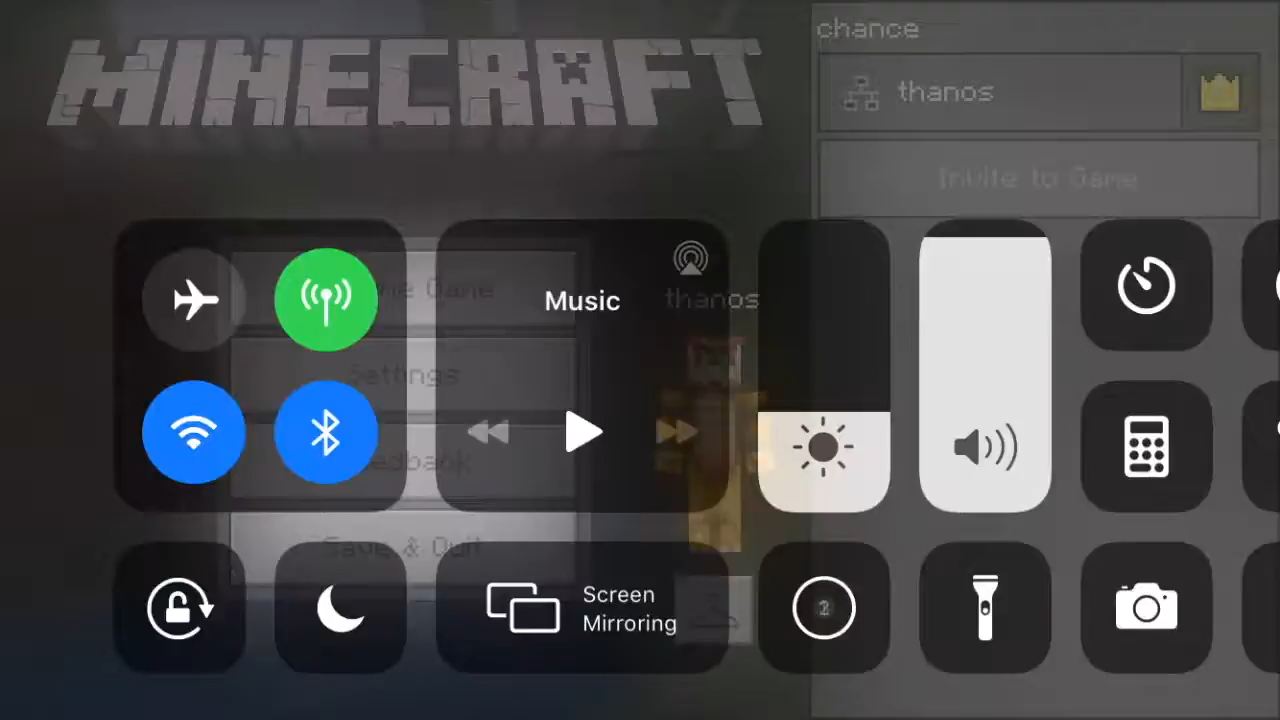 MINECRAFT
chance
thanos
Invite to Game
Music
thanos
Settings
Save & Quit
Screen
Mirroring